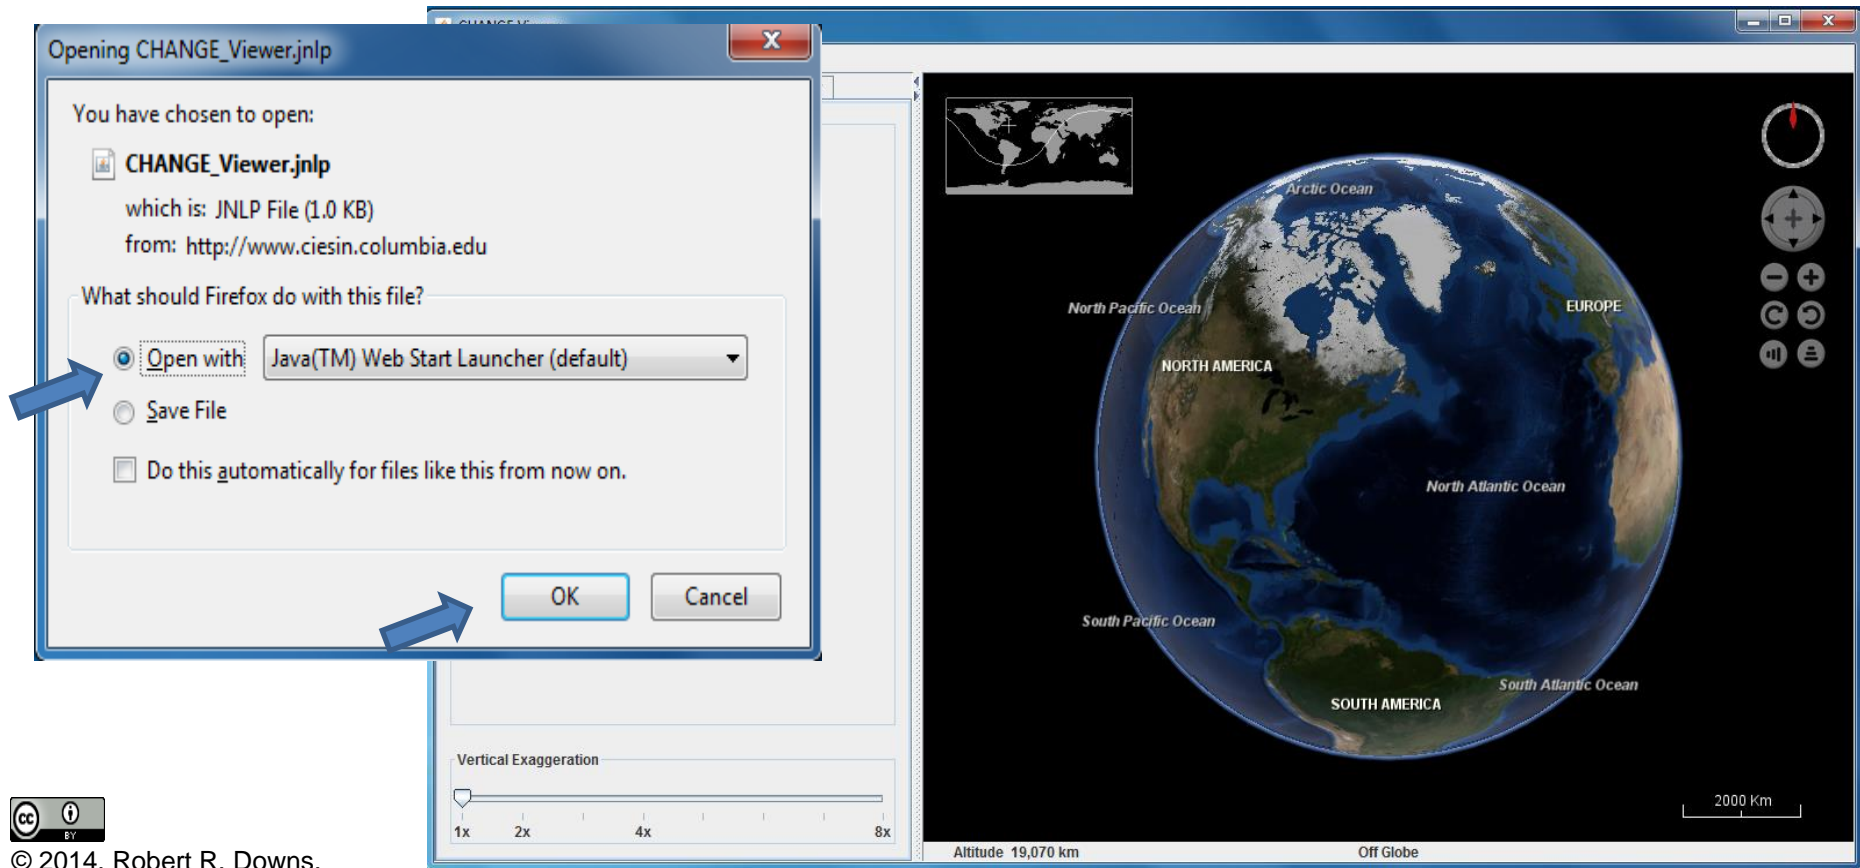 Opening CHANGE_Viewer.jnlp
You have chosen to open:
CHANGE_Viewer.jnlp
which is: JNLP File (1.0 KB)
from: http://www.ciesin.columbia.edu
What should Firefox do with this file?
Open with
Java(TM) Web Start Launcher (default)
Save File
Do this automatically for files like this from now on.
OK
Cancel
Vertical Exaggeration
1x 2x 4x 8x
Arctic Ocean
North Pacific Ocean
EUROPE
NORTH AMERICA
North Atlantic Ocean
South Pacific Ocean
South Atlantic Ocean
SOUTH AMERICA
2000 Km
Altitude 19,070 km
Off Globe
cc
BY
© 2014. Robert R. Downs.